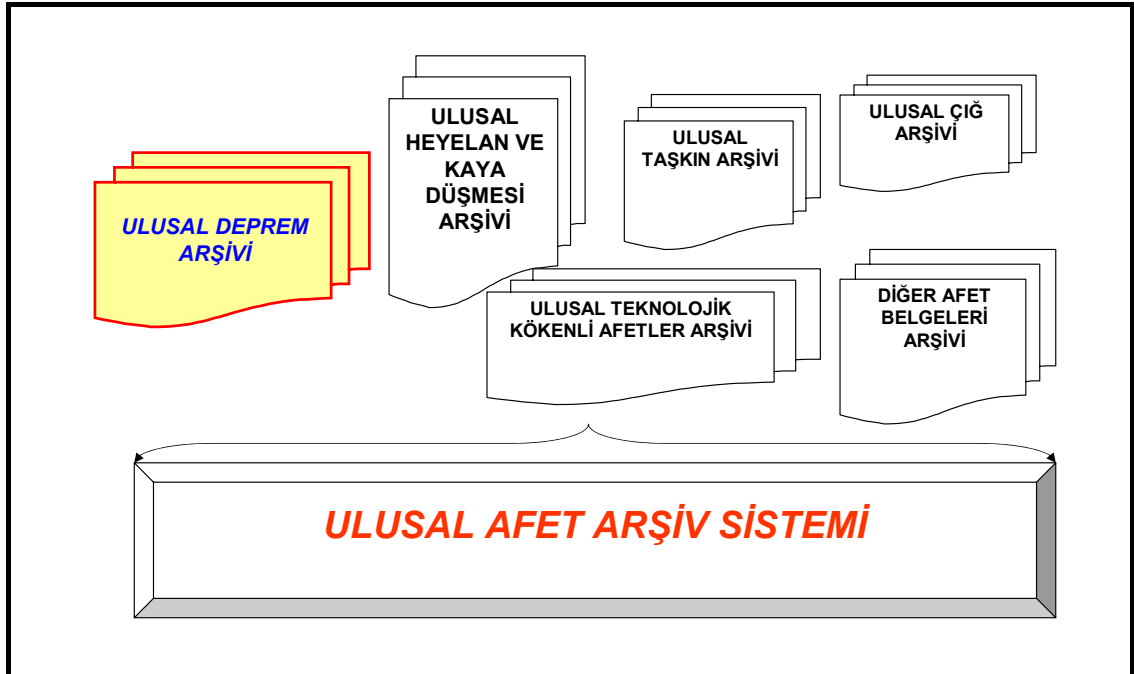 ULUSAL DEPREM
ARŞİVİ
ULUSAL
HEYELAN VE
KAYA
DÜŞMESİ
ARŞİVİ
ULUSAL
TAŞKIN ARŞİVİ
ULUSAL ÇIĞ
ARŞİVİ
ULUSAL TEKNOLOJİK
KÖKENLİ AFETLER ARŞİVİ
DİĞER AFET
BELGELERİ
ARŞİVİ
ULUSAL AFET ARŞİV SİSTEMİ